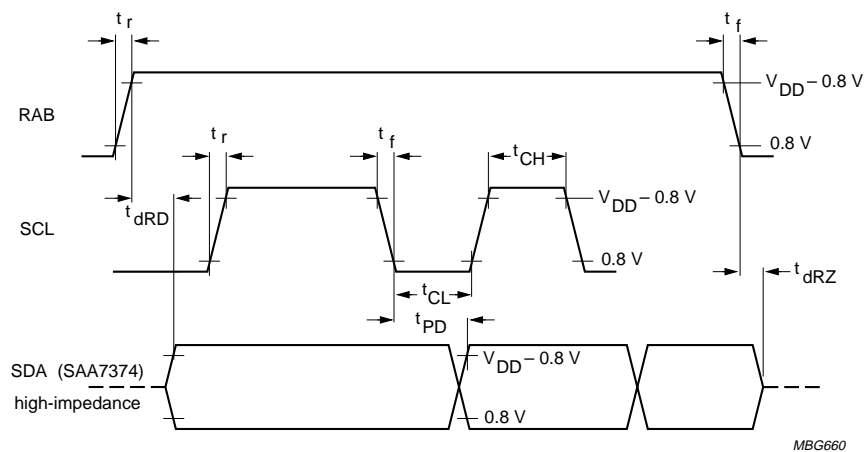 t r
t f
V DD – 0.8 V
RAB
0.8 V
t r
t f
t CH
t dRD
V DD – 0.8 V
SCL
0.8 V
t dRZ
t CL
t PD
SDA (SAA7374)
V DD – 0.8 V
high-impedance
0.8 V
MBG660